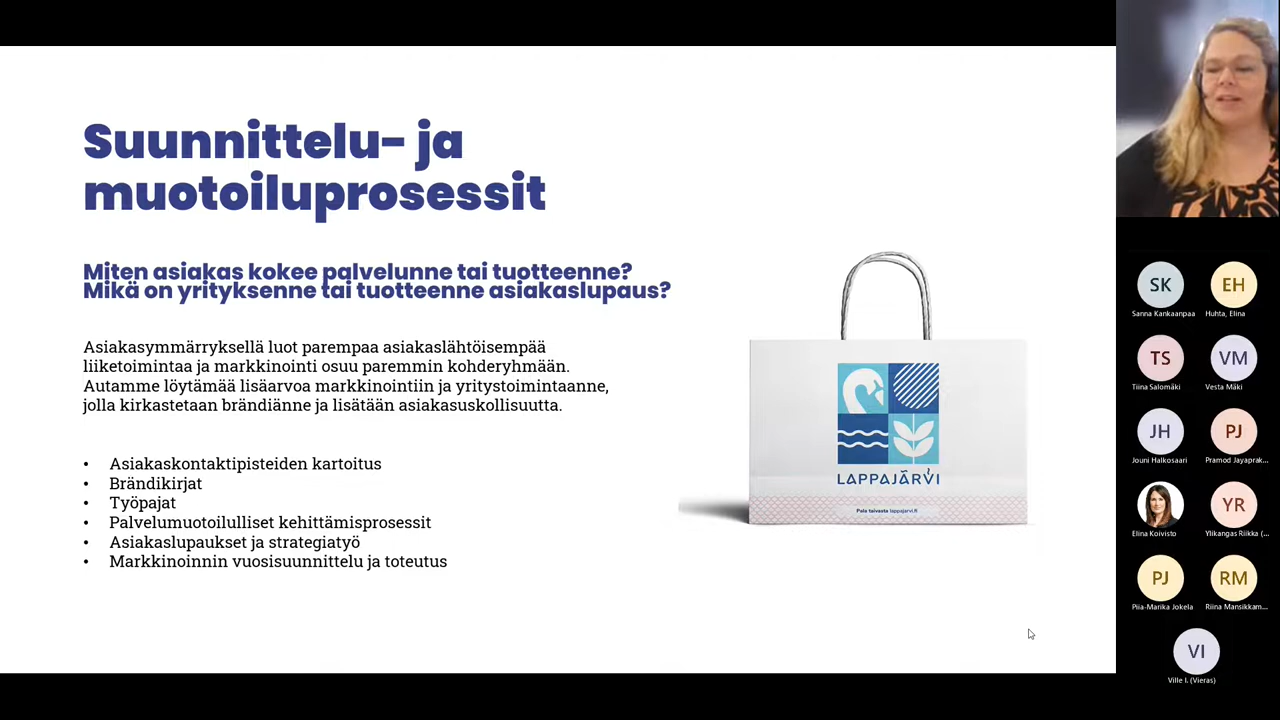 Suunnittelu- ja
muotoiluprosessit
Miten asiakas kokee palvelunne tai tuotteenne?
Mikä on yrityksenne tai tuotteenne asiakaslupaus?
Asiakasymmärryksellä luot parempaa asiakaslähtöisempää
liiketoimintaa ja markkinointi osuu paremmin kohderyhmään.
Autamme löytämää lisäarvoa markkinointiin ja yritystoimintaanne,
jolla kirkastetaan brändiänne ja lisätään asiakasuskollisuutta.
• Asiakaskontaktipisteiden kartoitus
• Brändikirjat
• Työpajat
• Palvelumuotoilulliset kehittämisprosessit
• Asiakaslupaukset ja strategiatyö
• Markkinoinnin vuosisuunnittelu ja toteutus
LAPPAJÄRVI
Pala taivasta lappajarvi.fi
SK EH
Sanna Kankaanpaa Huhta, Elina
TS VM
Tiina Salomäki Vesta Mäki
JH PJ
Jouni Halkosaari Pramod Jayaprak...
YR
Elina Koivisto Ylikangas Riikka (...
PJ RM
Piia-Marika Jokela Riina Mansikkam...
VI
Ville I. (Vieras)